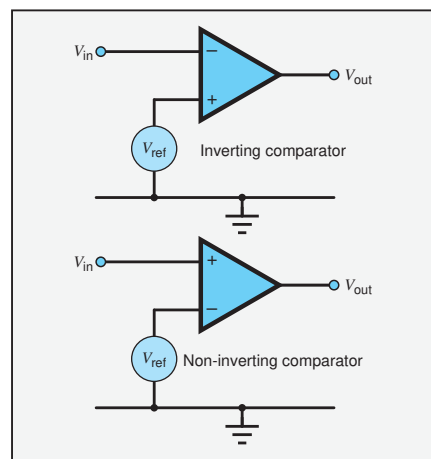 Vin
−
Vout
+
Vref
Inverting comparator
Vin
+
Vout
−
Vref
Non-inverting comparator